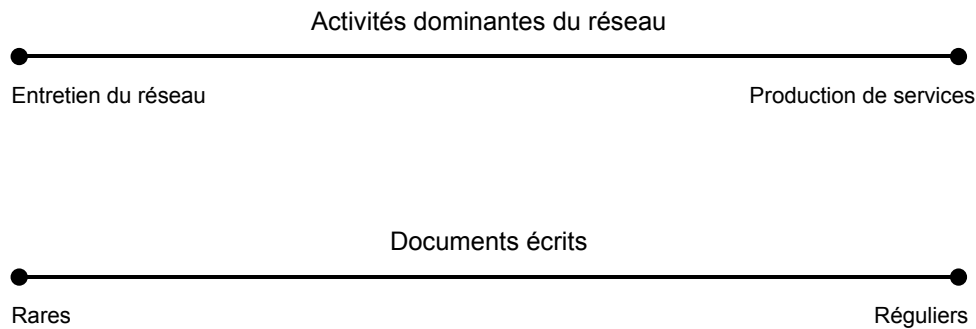 Activités dominantes du réseau
Entretien du réseau
Production de services
Documents écrits
Rares
Réguliers